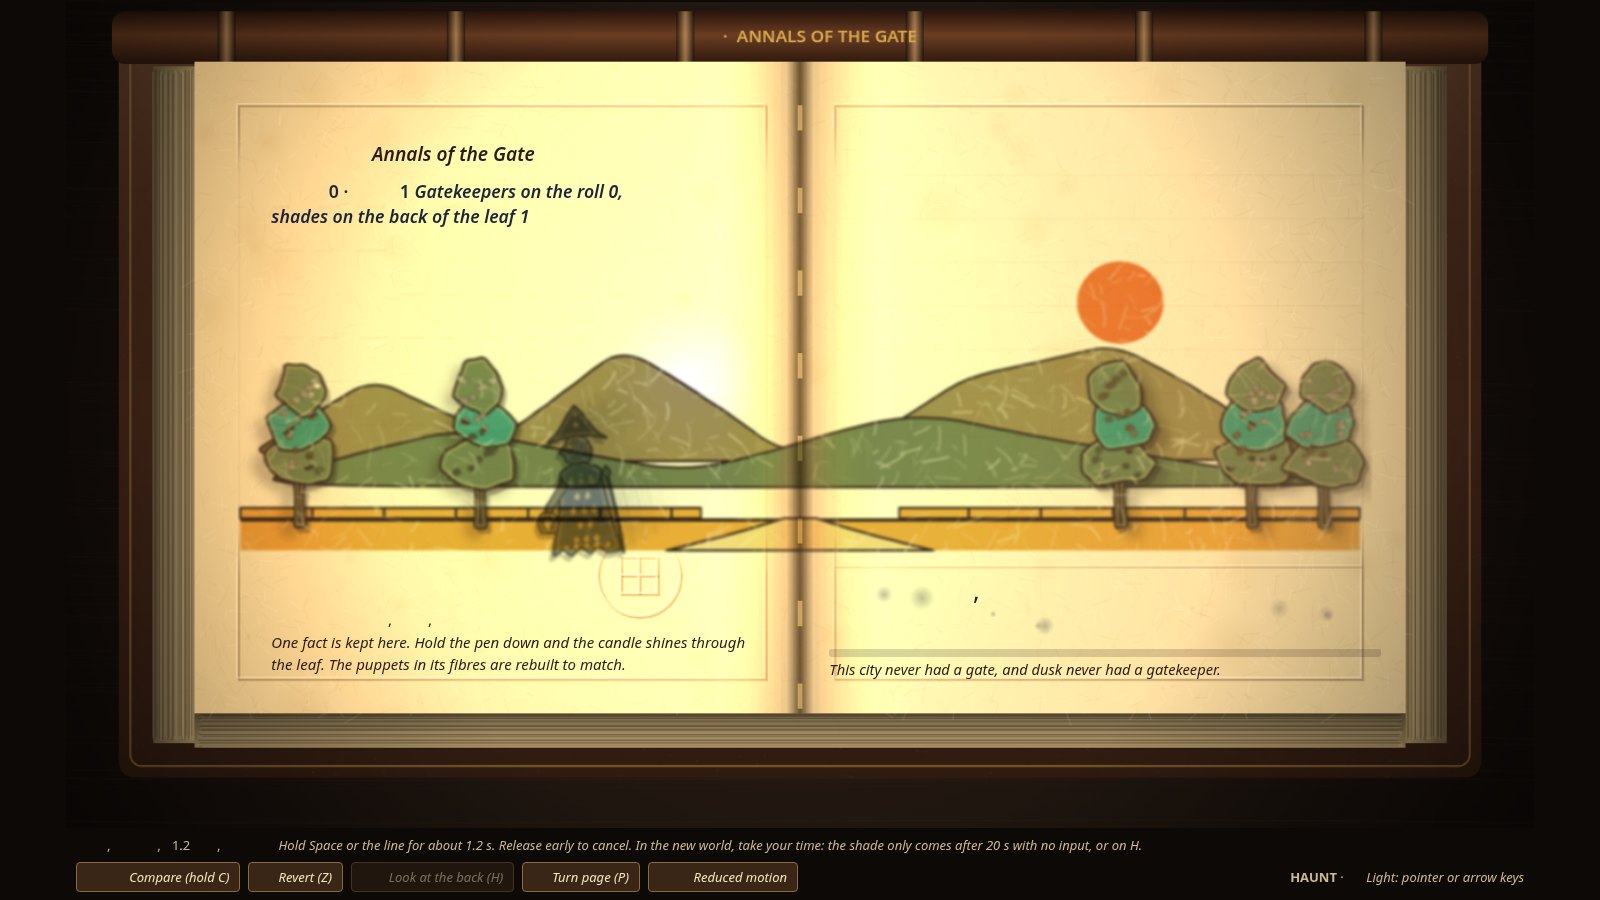 · ANNALS OF THE GATE
Annals of the Gate
0 · 1 Gatekeepers on the roll 0,
shades on the back of the leaf 1
, ,
One fact is kept here. Hold the pen down and the candle shines through
the leaf. The puppets in its fibres are rebuilt to match.
,
This city never had a gate, and dusk never had a gatekeeper.
, , 1.2 , Hold Space or the line for about 1.2 s. Release early to cancel. In the new world, take your time: the shade only comes after 20 s with no input, or on H.
Compare (hold C) Revert (Z) Look at the back (H) Turn page (P) Reduced motion HAUNT · Light: pointer or arrow keys